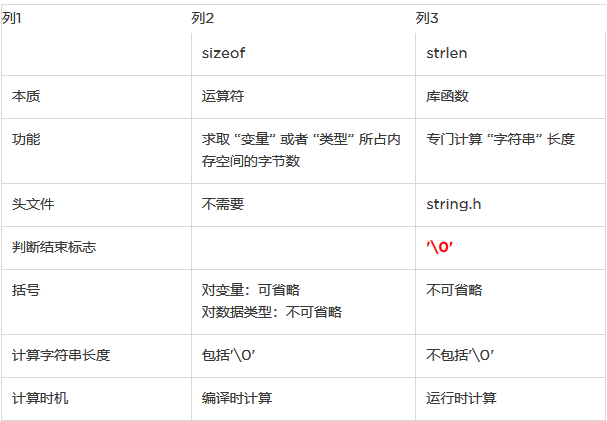 列1 列2 列3
sizeof strlen
本质 运算符 库函数
功能 求取 “变量” 或者 “类型” 所占内 专门计算 “字符串” 长度
存空间的字节数
头文件 不需要 string.h
判断结束标志 '\0'
括号 对变量：可省略 不可省略
对数据类型：不可省略
计算字符串长度 包括'\0' 不包括'\0'
计算时机 编译时计算 运行时计算